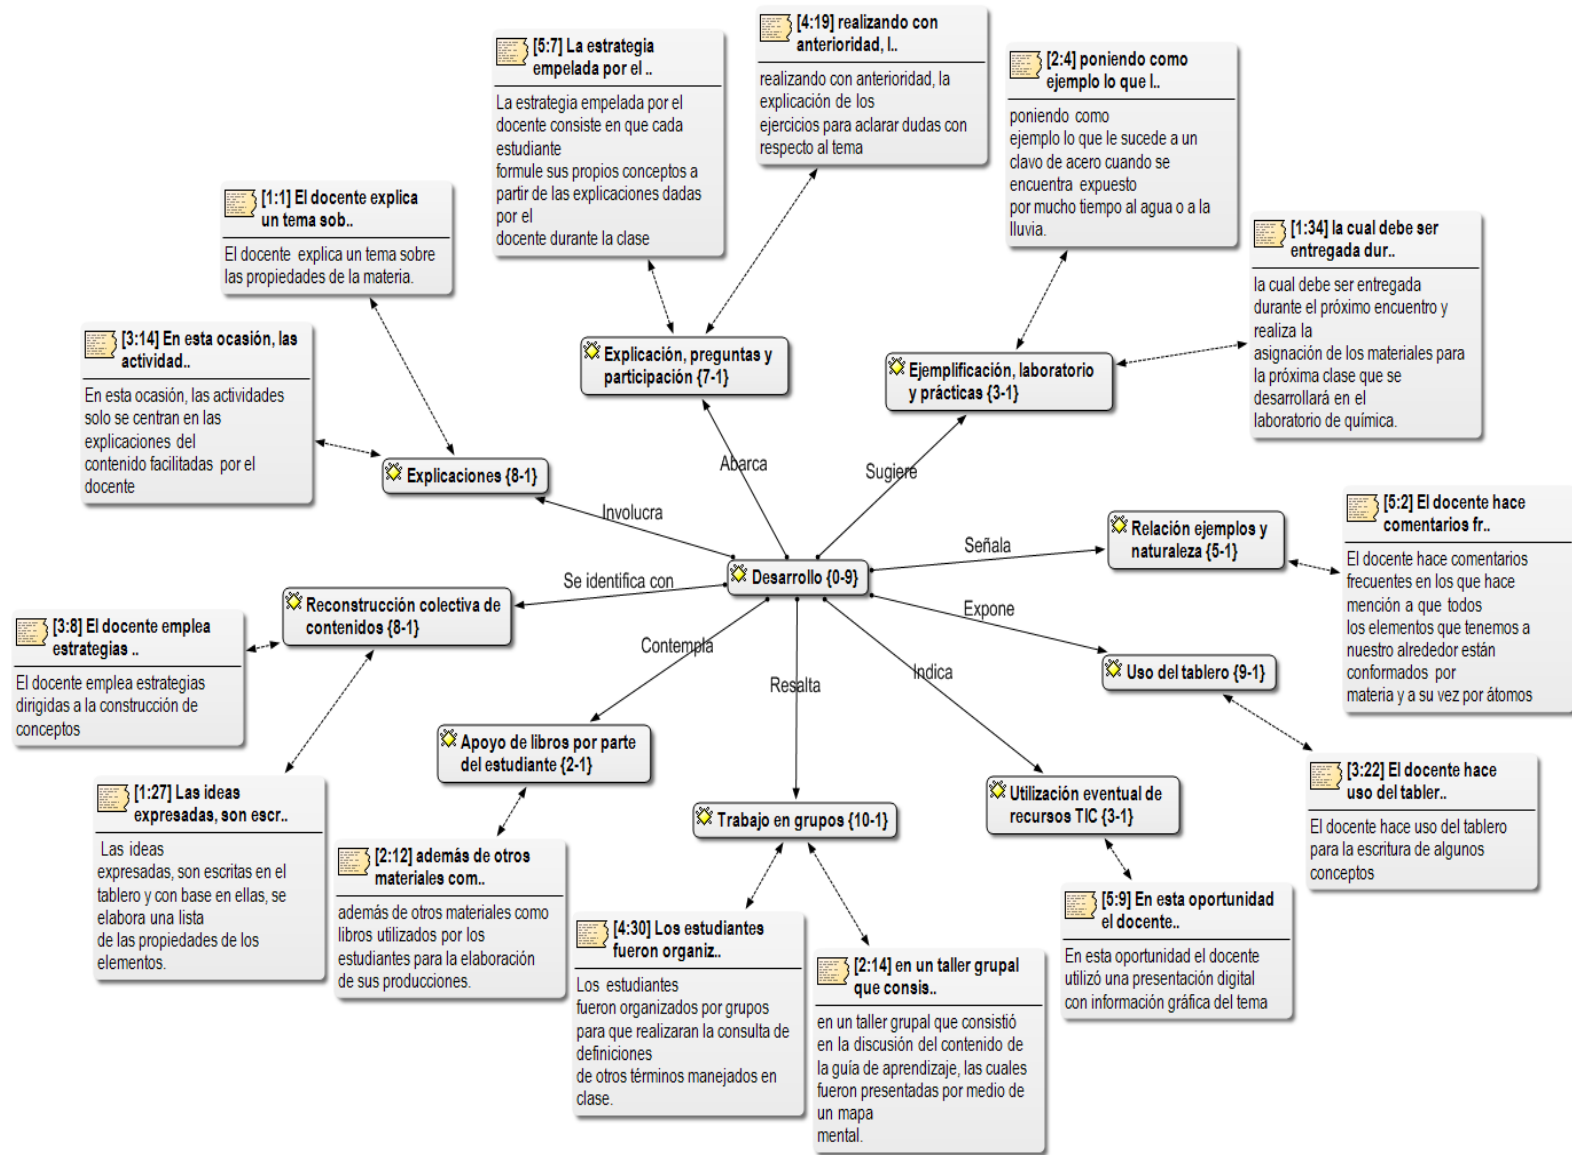 [5:7] La estrategia
empelada por el ..
La estrategia empelada por el
docente consiste en que cada
estudiante
formule sus propios conceptos a
partir de las explicaciones dadas
por el
docente durante la clase
[4:19] realizando con
anterioridad, l..
realizando con anterioridad, la
explicación de los
ejercicios para aclarar dudas con
respecto al tema
[2:4] poniendo como
ejemplo lo que l..
poniendo como
ejemplo lo que le sucede a un
clavo de acero cuando se
encuentra expuesto
por mucho tiempo al agua o a la
lluvia.
[1:1] El docente explica
un tema sob..
El docente explica un tema sobre
las propiedades de la materia.
[1:34] la cual debe ser
entregada dur..
la cual debe ser entregada
durante el próximo encuentro y
realiza la
asignación de los materiales para
la próxima clase que se
desarrollará en el
laboratorio de química.
[3:14] En esta ocasión, las
actividad..
En esta ocasión, las actividades
solo se centran en las
explicaciones del
contenido facilitadas por el
docente
Explicación, preguntas y
participación {7-1}
Ejemplificación, laboratorio
y prácticas {3-1}
Explicaciones {8-1}
Abarca
Sugiere
Involucra
[5:2] El docente hace
comentarios fr..
El docente hace comentarios
frecuentes en los que hace
mención a que todos
los elementos que tenemos a
nuestro alrededor están
conformados por
materia y a su vez por átomos
Relación ejemplos y
naturaleza {5-1}
Señala
Desarrollo {0-9}
Se identifica con
Reconstrucción colectiva de
contenidos {8-1}
Expone
[3:8] El docente emplea
estrategias ..
El docente emplea estrategias
dirigidas a la construcción de
conceptos
Contempla
Resalta
Indica
Uso del tablero {9-1}
Apoyo de libros por parte
del estudiante {2-1}
[1:27] Las ideas
expresadas, son escr..
Las ideas
expresadas, son escritas en el
tablero y con base en ellas, se
elabora una lista
de las propiedades de los
elementos.
Trabajo en grupos {10-1}
Utilización eventual de
recursos TIC {3-1}
[3:22] El docente hace
uso del tabler..
El docente hace uso del tablero
para la escritura de algunos
conceptos
[2:12] además de otros
materiales com..
además de otros materiales como
libros utilizados por los
estudiantes para la elaboración
de sus producciones.
[4:30] Los estudiantes
fueron organiz..
Los estudiantes
fueron organizados por grupos
para que realizaran la consulta de
definiciones
de otros términos manejados en
clase.
[2:14] en un taller grupal
que consis..
en un taller grupal que consistió
en la discusión del contenido de
la guía de aprendizaje, las cuales
fueron presentadas por medio de
un mapa
mental.
[5:9] En esta oportunidad
el docente..
En esta oportunidad el docente
utilizó una presentación digital
con información gráfica del tema